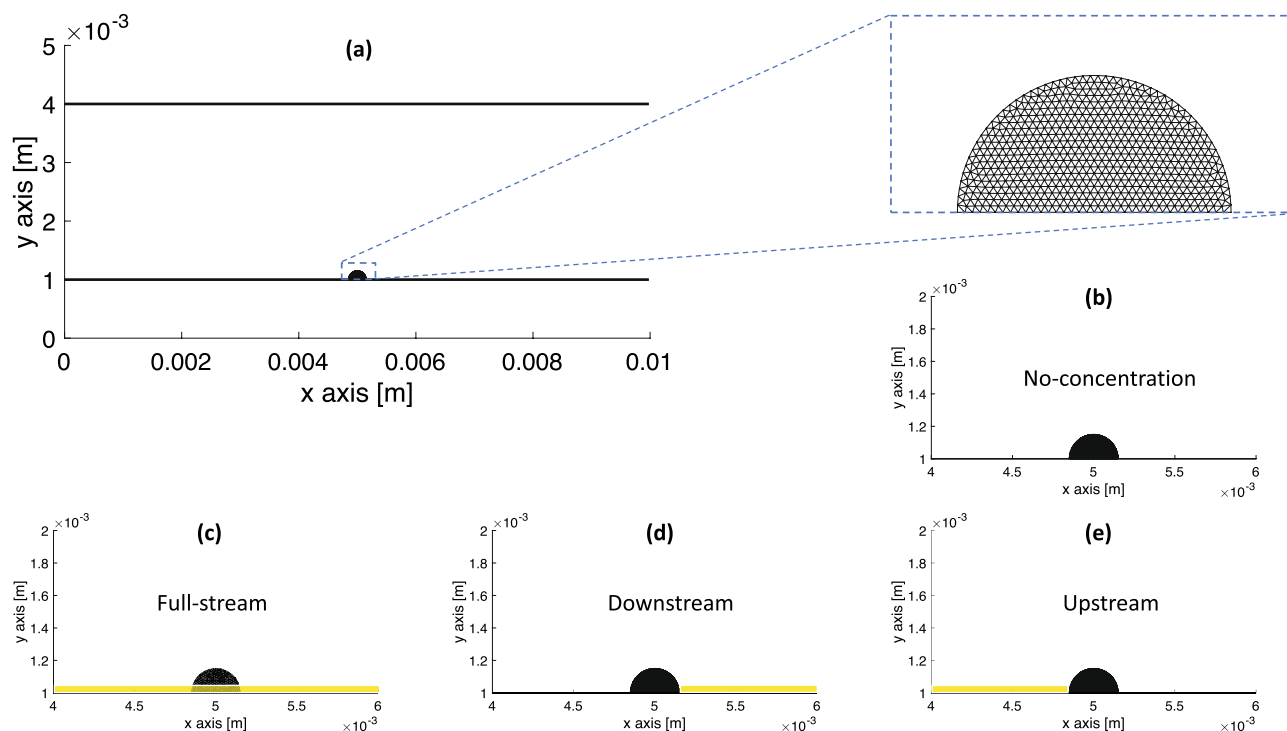 ×10⁻³
(a)
5
4
3
2
1
0
y axis [m]
0 0.002 0.004 0.006 0.008 0.01
x axis [m]
×10⁻³
(b)
2
1.8
1.6
1.4
1.2
1
y axis [m]
No-concentration
4 4.5 5 5.5 6
x axis [m]
×10⁻³
×10⁻³
(c)
2
1.8
1.6
1.4
1.2
1
y axis [m]
Full-stream
4 4.5 5 5.5 6
x axis [m]
×10⁻³
×10⁻³
(d)
2
1.8
1.6
1.4
1.2
1
y axis [m]
Downstream
4 4.5 5 5.5 6
x axis [m]
×10⁻³
×10⁻³
(e)
2
1.8
1.6
1.4
1.2
1
y axis [m]
Upstream
4 4.5 5 5.5 6
x axis [m]
×10⁻³